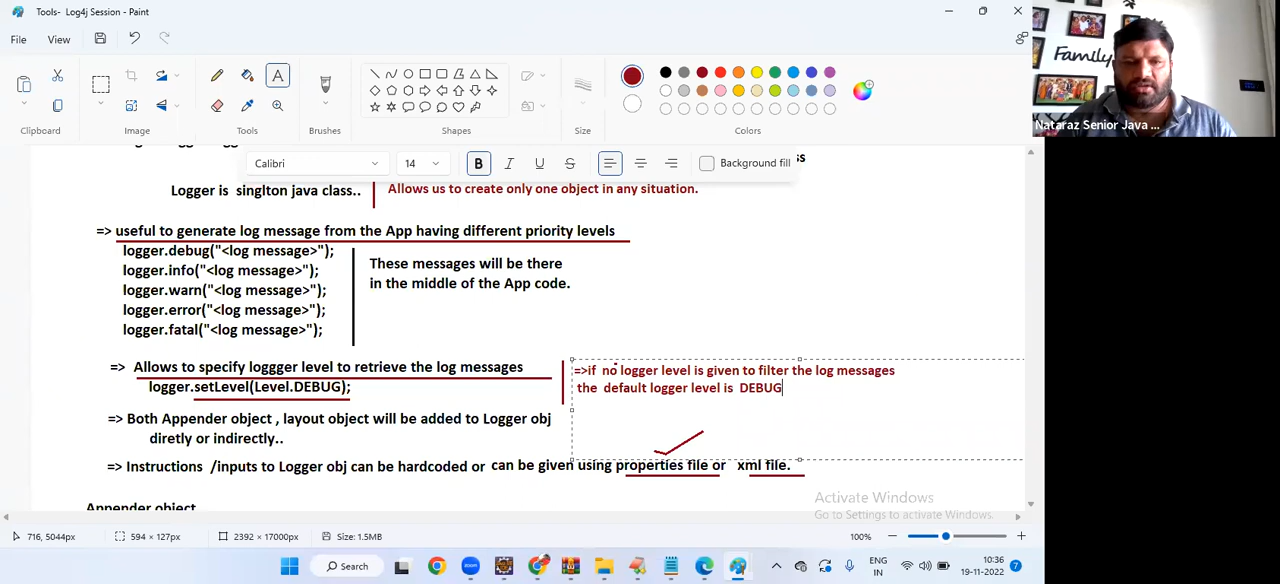 Tools- Log4j Session - Paint
File View
Clipboard Image Tools Brushes Shapes Size Colors
Family
Nataraz Senior Java ...
Calibri 14 B I U S Background fill
ss
Logger is singlton java class.. Allows us to create only one object in any situation.
=> useful to generate log message from the App having different priority levels
logger.debug("<log message>");
logger.info("<log message>");
logger.warn("<log message>");
logger.error("<log message>");
logger.fatal("<log message>");
These messages will be there
in the middle of the App code.
=> Allows to specify loggger level to retrieve the log messages
logger.setLevel(Level.DEBUG);
=>if no logger level is given to filter the log messages
the default logger level is DEBUG
=> Both Appender object , layout object will be added to Logger obj
diretly or indirectly..
=> Instructions /inputs to Logger obj can be hardcoded or can be given using properties file or xml file.
Appender object
Activate Windows
Go to Settings to activate Windows.
716, 5044px 594 × 127px 2392 × 17000px Size: 1.5MB 100%
Search
ENG
IN
10:36
19-11-2022
7